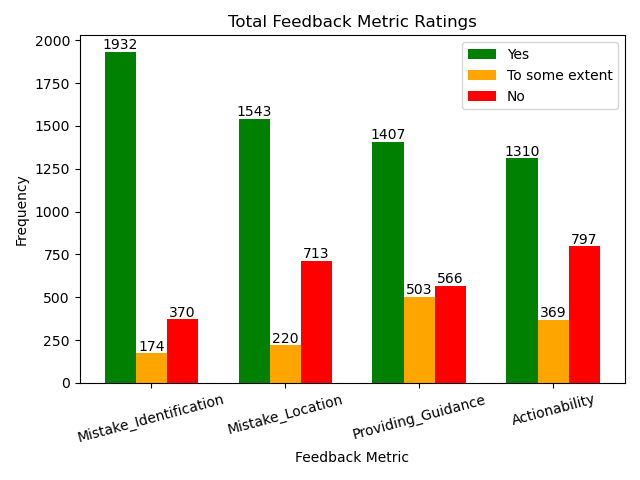 Total Feedback Metric Ratings
Yes
To some extent
No
Frequency
2000
1750
1500
1250
1000
750
500
250
0
1932
174
370
1543
220
713
1407
503
566
1310
369
797
Mistake_Identification
Mistake_Location
Providing_Guidance
Actionability
Feedback Metric